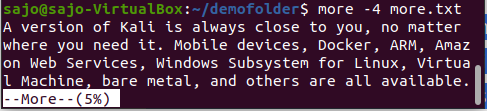 sajo@sajo-VirtualBox:~/demofolder$ more -4 more.txt
A version of Kali is always close to you, no matter
where you need it. Mobile devices, Docker, ARM, Amaz
on Web Services, Windows Subsystem for Linux, Virtua
l Machine, bare metal, and others are all available.
--More--(5%)